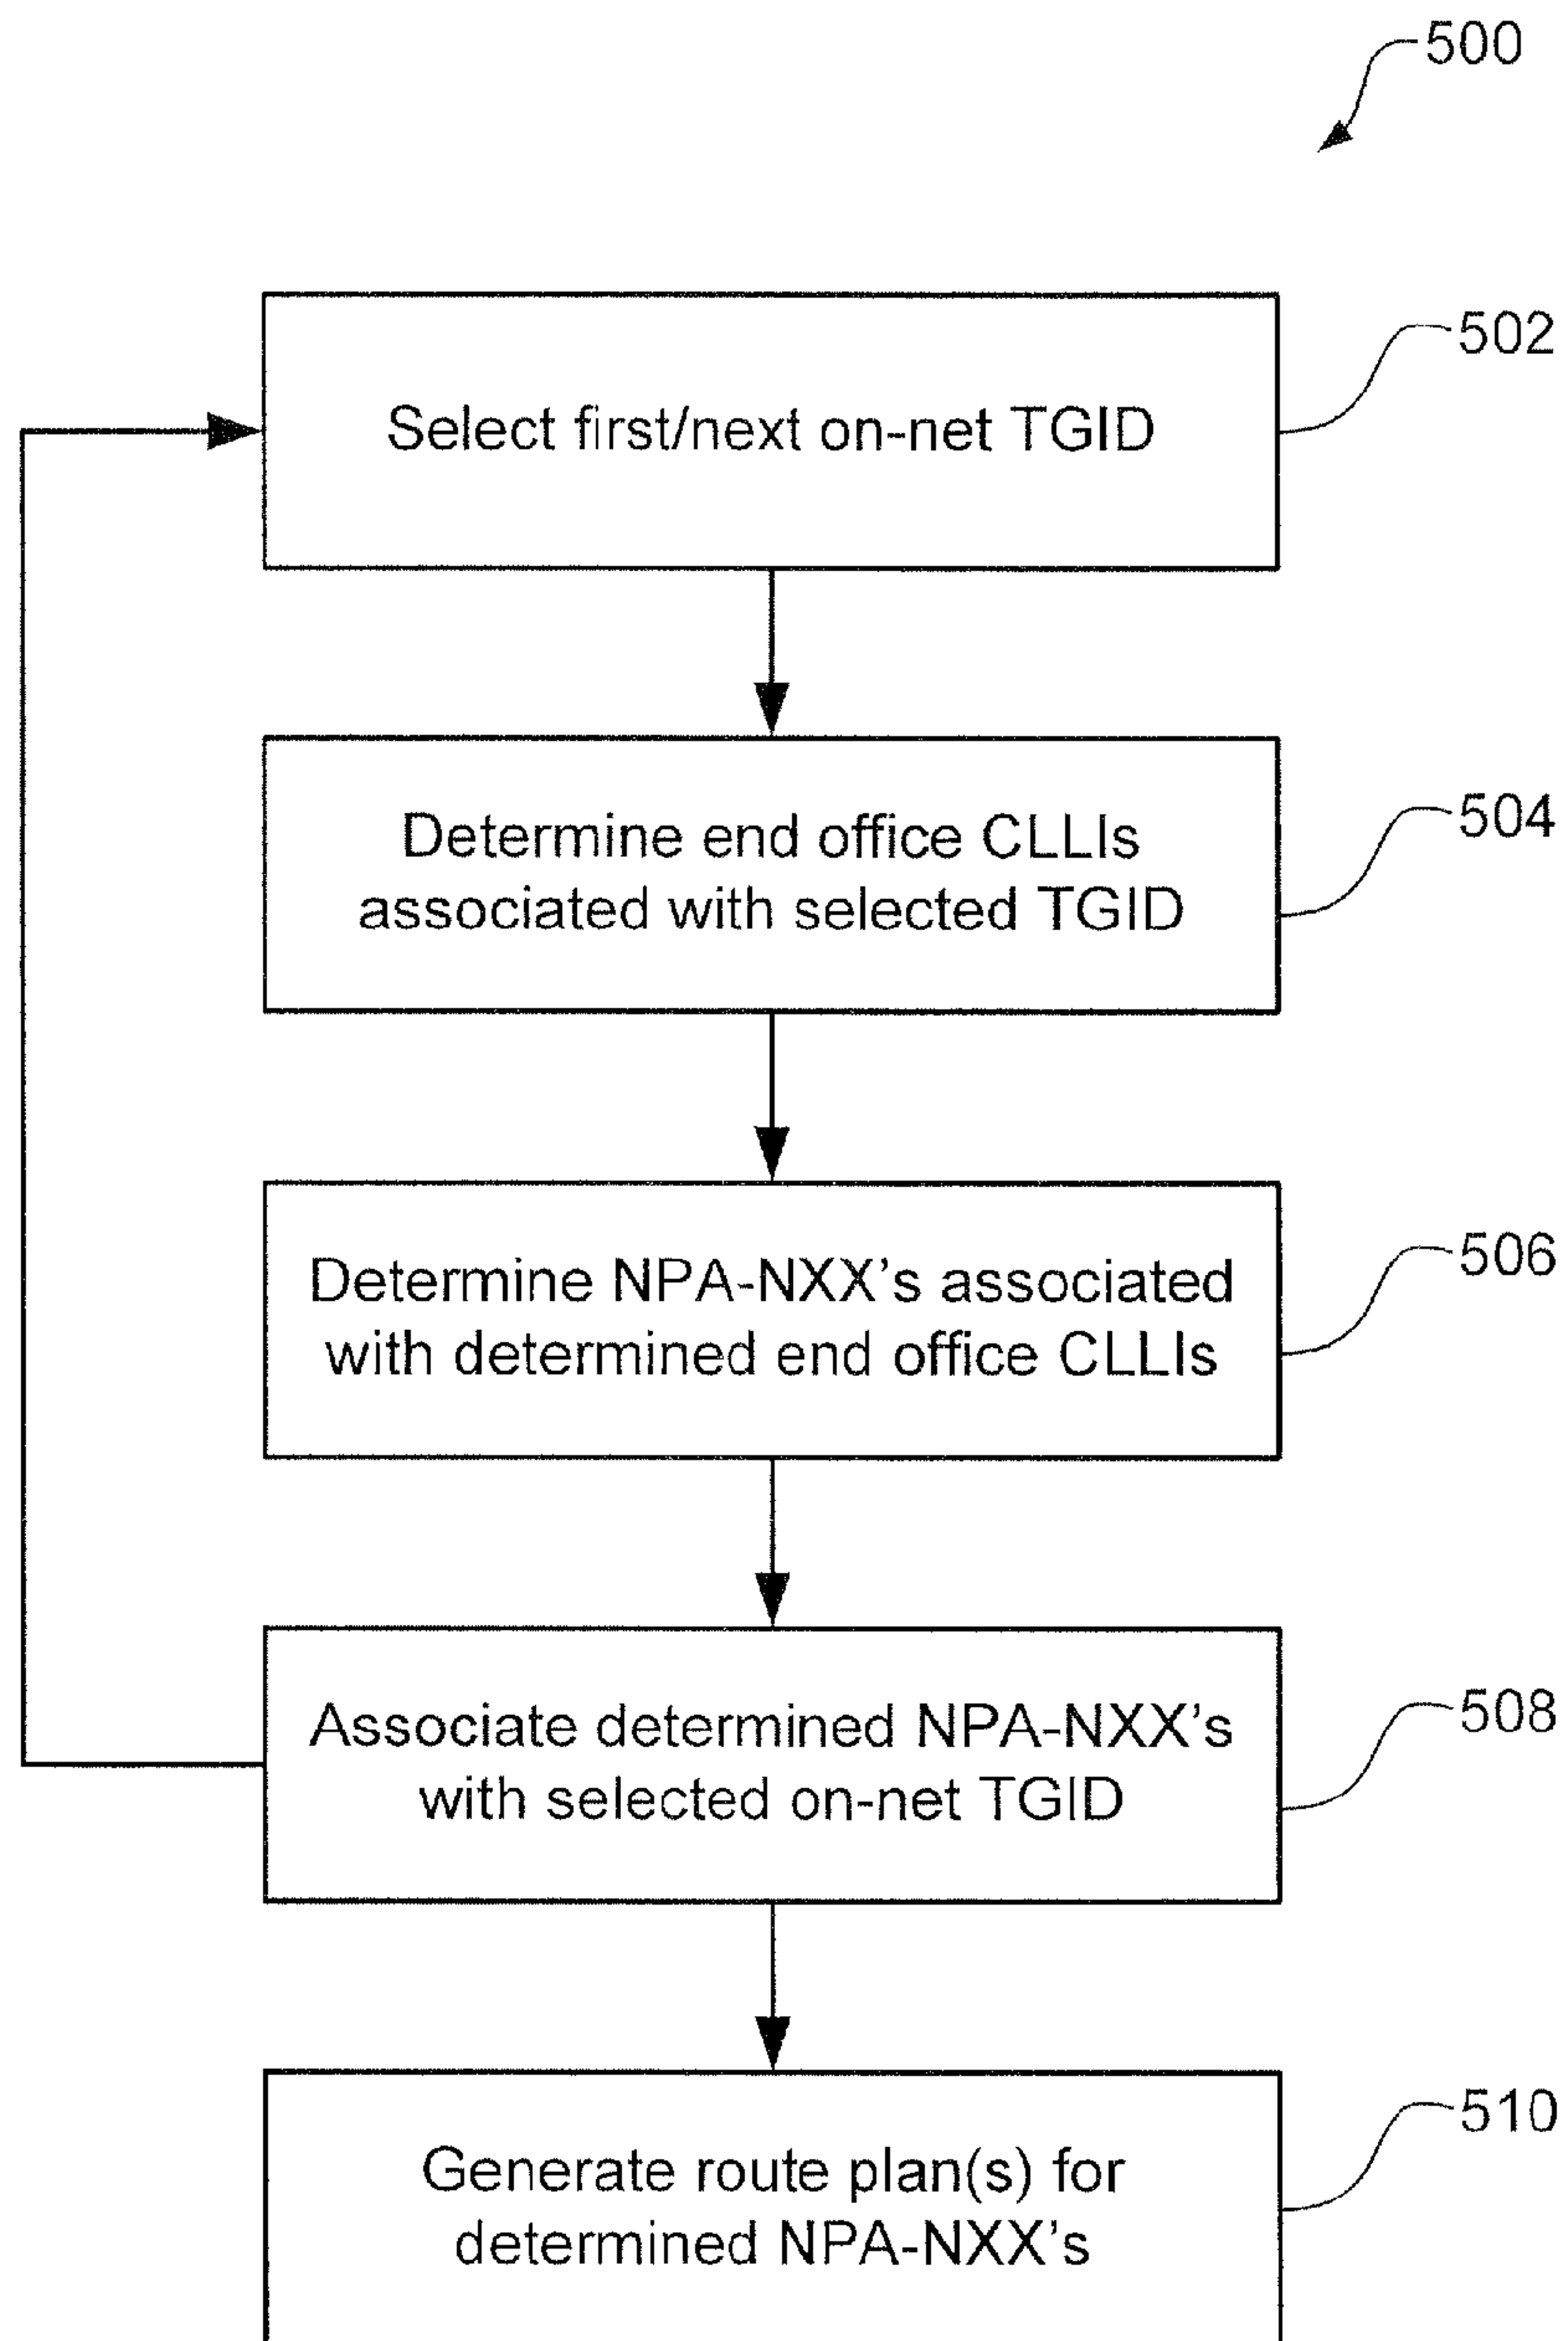 500
502
Select first/next on-net TGID
504
Determine end office CLLIs
associated with selected TGID
506
Determine NPA-NXX's associated
with determined end office CLLIs
508
Associate determined NPA-NXX's
with selected on-net TGID
510
Generate route plan(s) for
determined NPA-NXX's